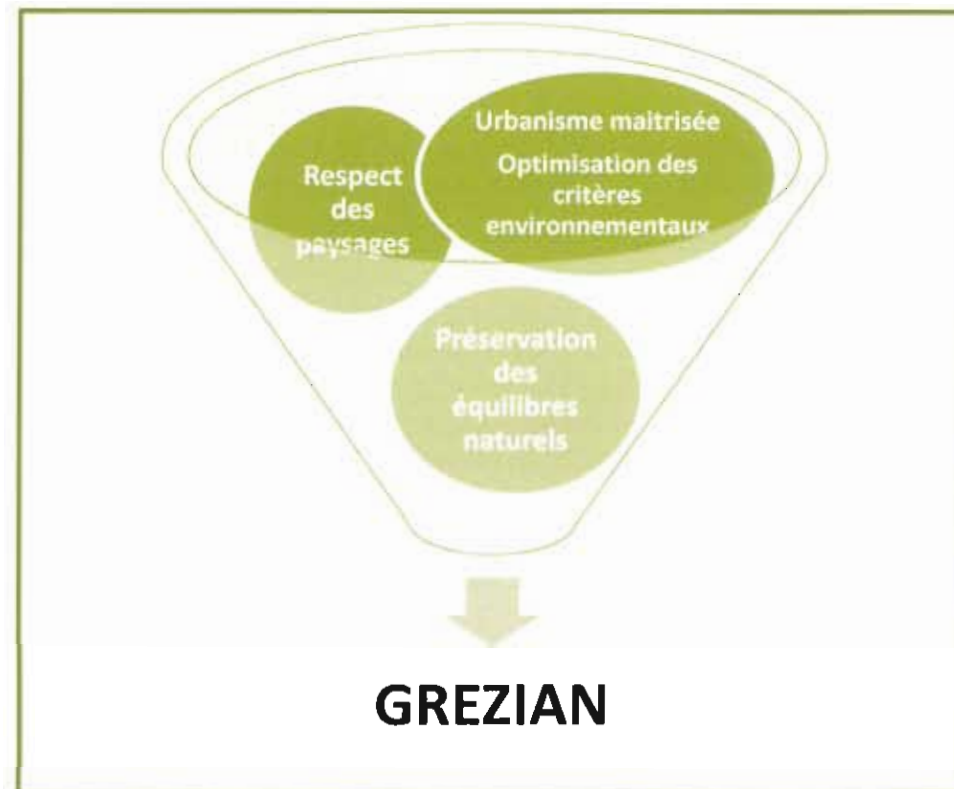 Respect
des
paysages
Urbanisme maitrisée
Optimisation des
critères
environnementaux
Préservation
des
équilibres
naturels
GREZIAN